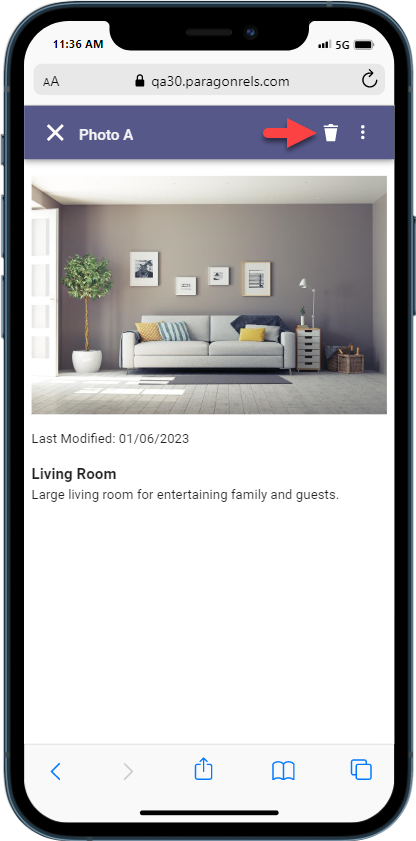 11:36 AM
5G
AA
qa30.paragonrels.com
Photo A
Last Modified: 01/06/2023
Living Room
Large living room for entertaining family and guests.